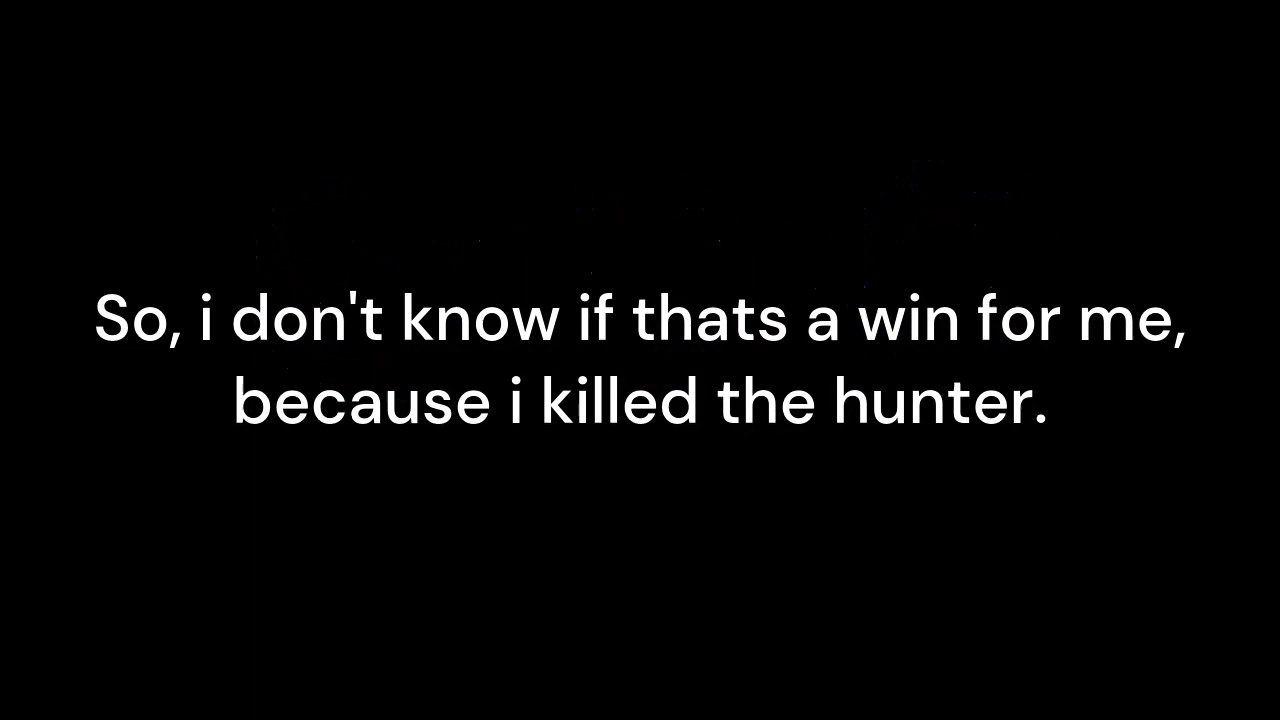 So, i don't know if thats a win for me,
because i killed the hunter.